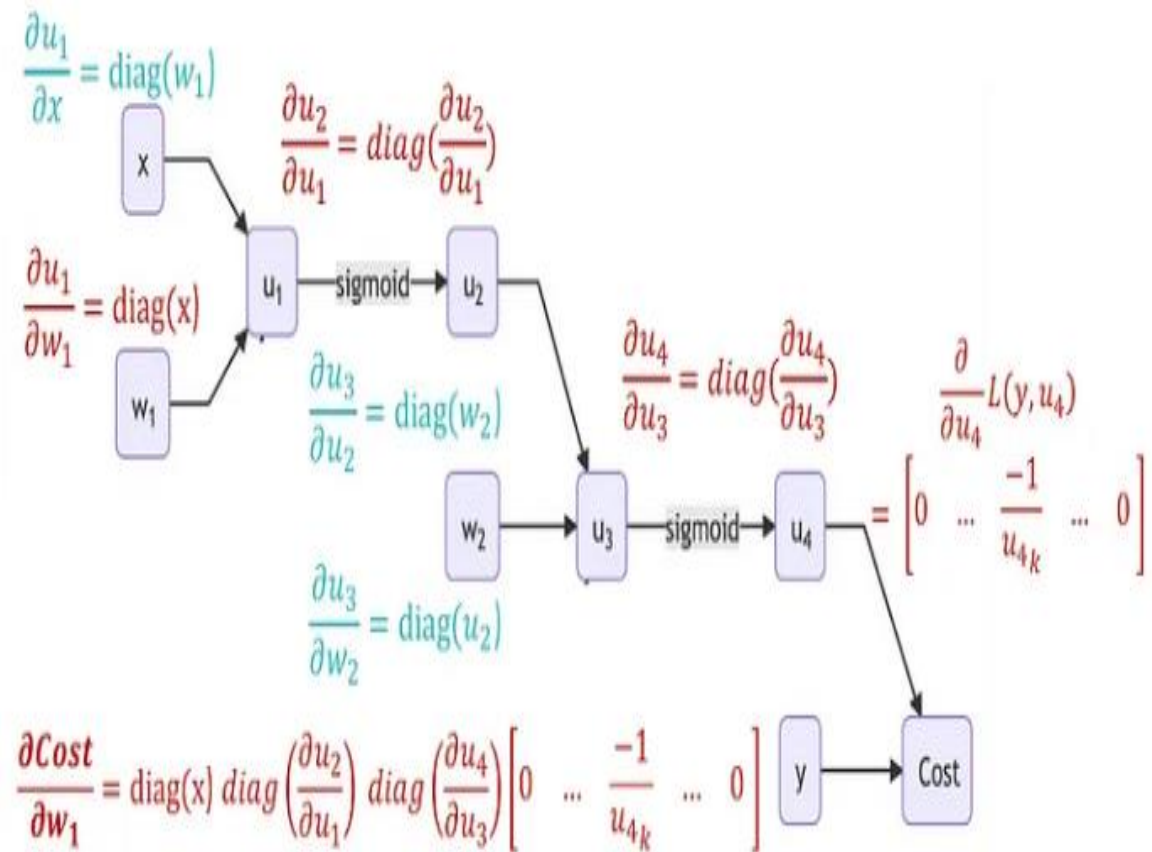 ∂u₁/∂x = diag(w₁)
x
∂u₂/∂u₁ = diag(∂u₂/∂u₁)
∂u₁/∂w₁ = diag(x)
u₁
sigmoid
u₂
w₁
∂u₃/∂u₂ = diag(w₂)
∂u₄/∂u₃ = diag(∂u₄/∂u₃)
∂/∂u₄ L(y,u₄)
= [0 ... −1/u₄ₖ ... 0]
w₂
u₃
sigmoid
u₄
∂u₃/∂w₂ = diag(u₂)
∂Cost/∂w₁ = diag(x) diag(∂u₂/∂u₁) diag(∂u₄/∂u₃) [0 ... −1/u₄ₖ ... 0]
y
Cost